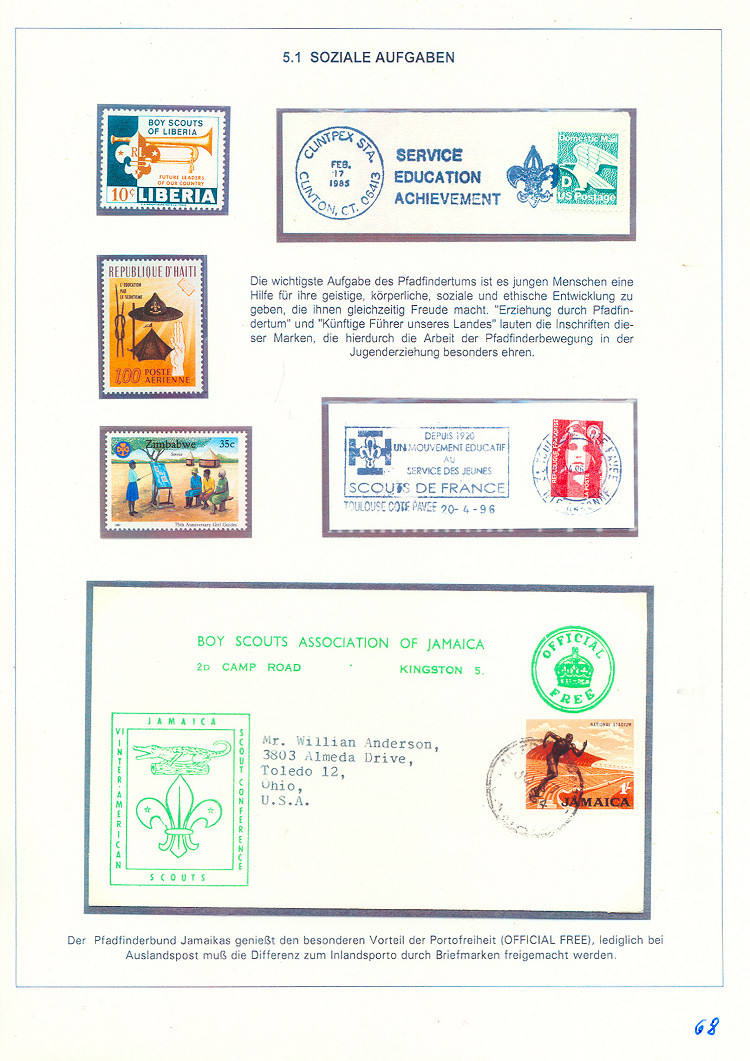 5.1 SOZIALE AUFGABEN
BOY SCOUTS
OF LIBERIA
FUTURE LEADERS
OF OUR COUNTRY
10¢ LIBERIA
CLINTPEX STA.
FEB.
17
1985
CLINTON, CT. 06413
SERVICE
EDUCATION
ACHIEVEMENT
Domestic Mail
D
US Postage
REPUBLIQUE D'HAITI
L'EDUCATION
PAR
LE SCOUTISME
1.00 POSTE
AERIENNE
Die wichtigste Aufgabe des Pfadfindertums ist es jungen Menschen eine
Hilfe für ihre geistige, körperliche, soziale und ethische Entwicklung zu
geben, die ihnen gleichzeitig Freude macht. "Erziehung durch Pfadfin-
dertum" und "Künftige Führer unseres Landes" lauten die Inschriften die-
ser Marken, die hierdurch die Arbeit der Pfadfinderbewegung in der
Jugenderziehung besonders ehren.
Zimbabwe 35c
Service
75th Anniversary Girl Guides
DEPUIS 1920
UN MOUVEMENT EDUCATIF
AU
SERVICE DES JEUNES
SCOUTS DE FRANCE
TOULOUSE COTE PAVEE 20-4-96
REPUBLIQUE FRANÇAISE
BOY SCOUTS ASSOCIATION OF JAMAICA
2D CAMP ROAD KINGSTON 5.
OFFICIAL
FREE
JAMAICA
VI INTER-AMERICAN
SCOUT CONFERENCE
SCOUTS
Mr. Willian Anderson,
3803 Almeda Drive,
Toledo 12,
Ohio,
U.S.A.
NATIONAL STADIUM
1/-
JAMAICA
Der Pfadfinderbund Jamaikas genießt den besonderen Vorteil der Portofreiheit (OFFICIAL FREE), lediglich bei
Auslandspost muß die Differenz zum Inlandsporto durch Briefmarken freigemacht werden.
68